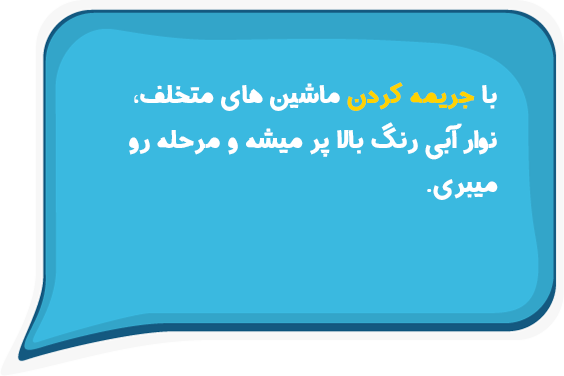 با جریمه کردن ماشین های متخلف،
نوار آبی رنگ بالا پر میشه و مرحله رو
میبری.